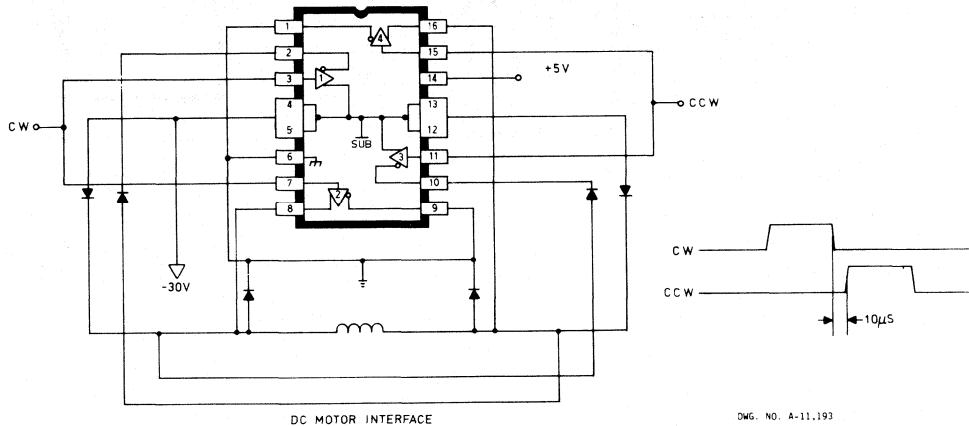 1
16
4
2
15
3
1
14
+5V
4
13
CW
CCW
5
12
SUB
6
3
11
7
2
10
8
9
-30V
CW
CCW
10µS
DC MOTOR INTERFACE
DWG. NO. A-11,193